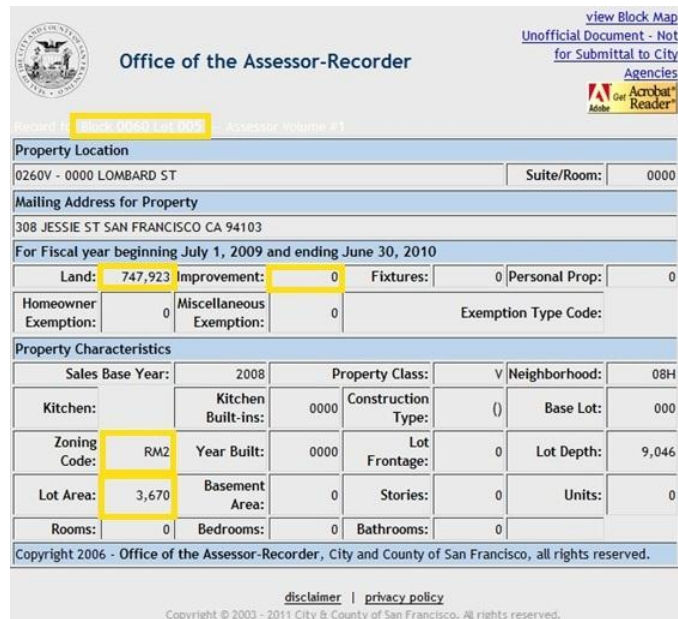 view Block Map
Unofficial Document - Not
for Submittal to City
Agencies
Office of the Assessor-Recorder
Adobe Get Acrobat® Reader®
Record for Block 0060 Lot 005 - Assessor Volume #1
Property Location
0260V - 0000 LOMBARD ST Suite/Room: 0000
Mailing Address for Property
308 JESSIE ST SAN FRANCISCO CA 94103
For Fiscal year beginning July 1, 2009 and ending June 30, 2010
Land: 747,923 Improvement: 0 Fixtures: 0 Personal Prop: 0
Homeowner Exemption: 0 Miscellaneous Exemption: 0 Exemption Type Code:
Property Characteristics
Sales Base Year: 2008 Property Class: V Neighborhood: 08H
Kitchen: Kitchen Built-ins: 0000 Construction Type: () Base Lot: 000
Zoning Code: RM2 Year Built: 0000 Lot Frontage: 0 Lot Depth: 9,046
Lot Area: 3,670 Basement Area: 0 Stories: 0 Units: 0
Rooms: 0 Bedrooms: 0 Bathrooms: 0
Copyright 2006 - Office of the Assessor-Recorder, City and County of San Francisco, all rights reserved.
disclaimer | privacy policy
Copyright © 2003 - 2011 City & County of San Francisco. All rights reserved.